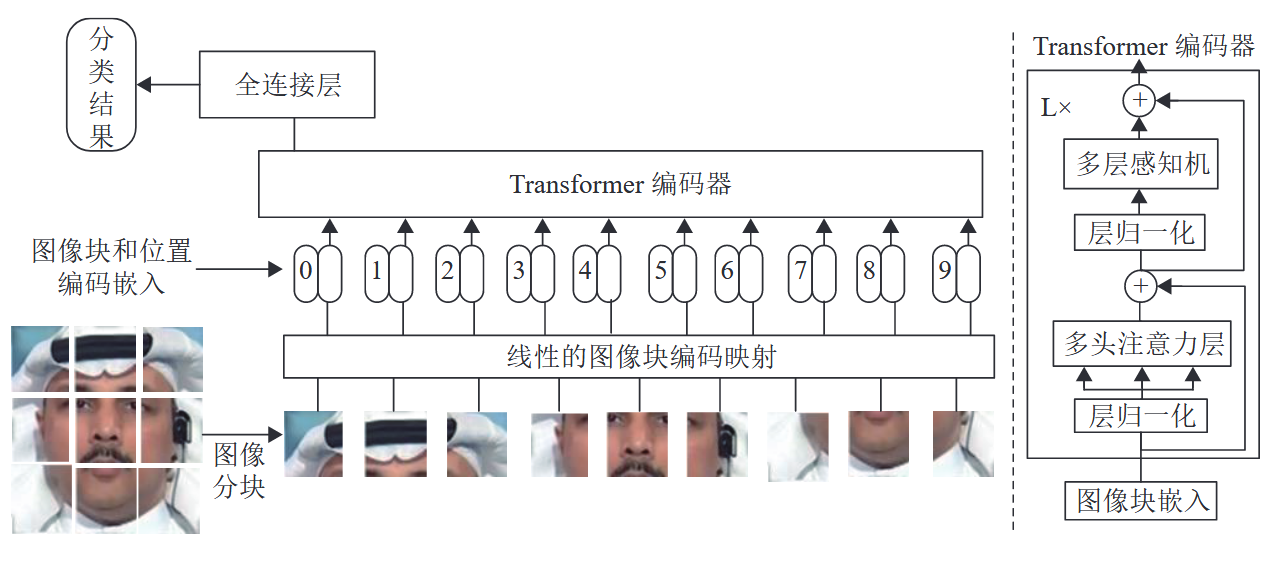 分
类
结
果
全连接层
Transformer 编码器
图像块和位置
编码嵌入
0 1 2 3 4 5 6 7 8 9
线性的图像块编码映射
图像
分块
Transformer 编码器
L×
+
多层感知机
层归一化
+
多头注意力层
层归一化
图像块嵌入